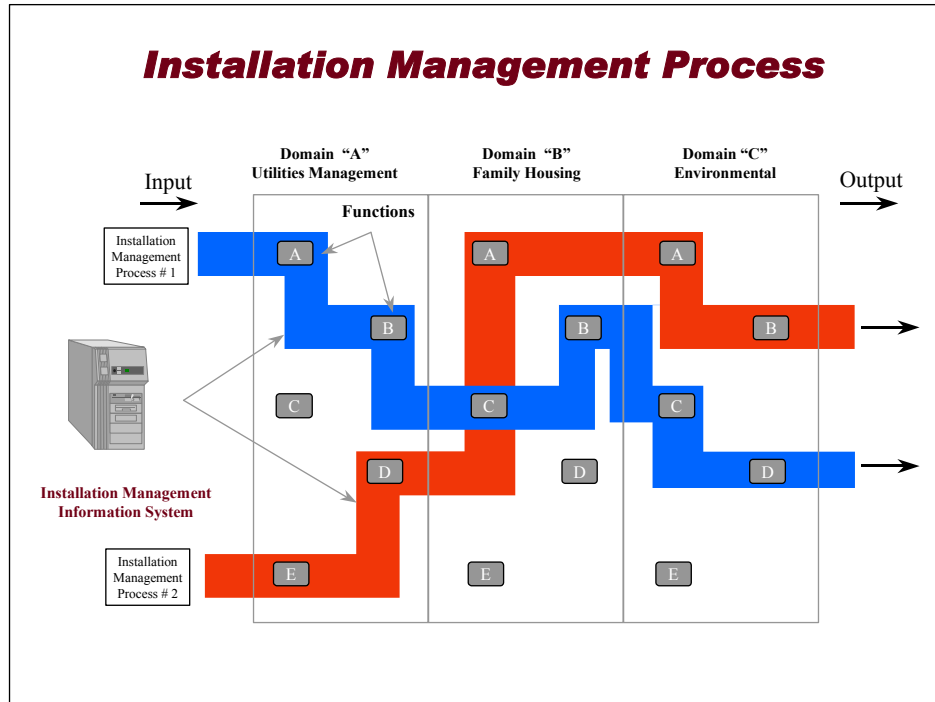 Installation Management Process
Domain “A”
Utilities Management
Domain “B”
Family Housing
Domain “C”
Environmental
Input
Output
Functions
Installation
Management
Process # 1
A
A
A
B
B
B
C
C
C
D
D
D
Installation Management
Information System
Installation
Management
Process # 2
E
E
E